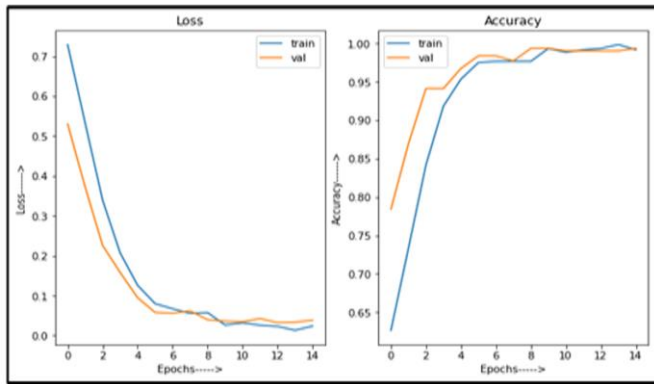 Loss
train
val
0.7
0.6
0.5
0.4
0.3
0.2
0.1
0.0
Loss----->
0 2 4 6 8 10 12 14
Epochs----->
Accuracy
train
val
1.00
0.95
0.90
0.85
0.80
0.75
0.70
0.65
Accuracy----->
0 2 4 6 8 10 12 14
Epochs----->